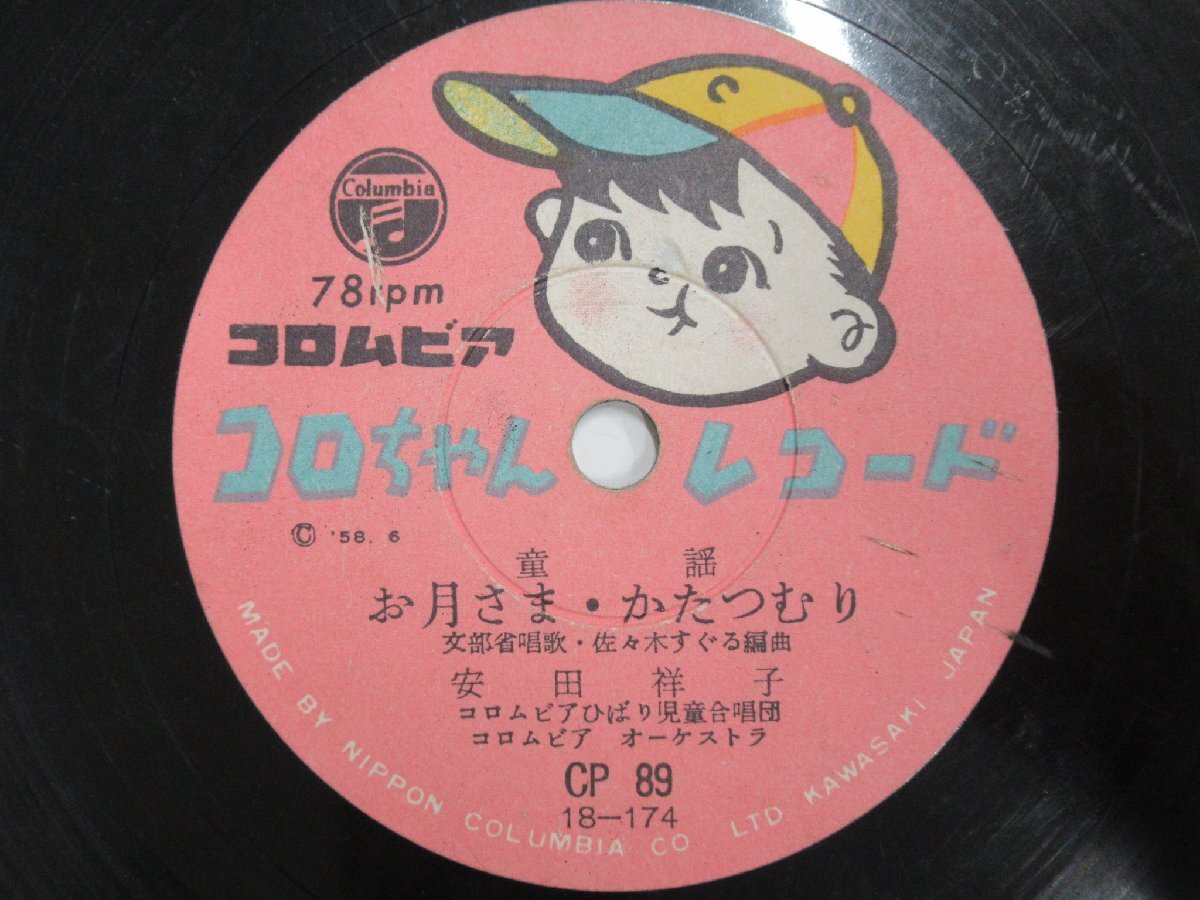 C
Columbia
78rpm
コロムビア
コロちゃん レコード
© '58. 6
童謡
お月さま・かたつむり
文部省唱歌・佐々木すぐる編曲
安田祥子
コロムビアひばり児童合唱団
コロムビア オーケストラ
CP 89
18-174
MADE BY NIPPON COLUMBIA CO LTD KAWASAKI JAPAN